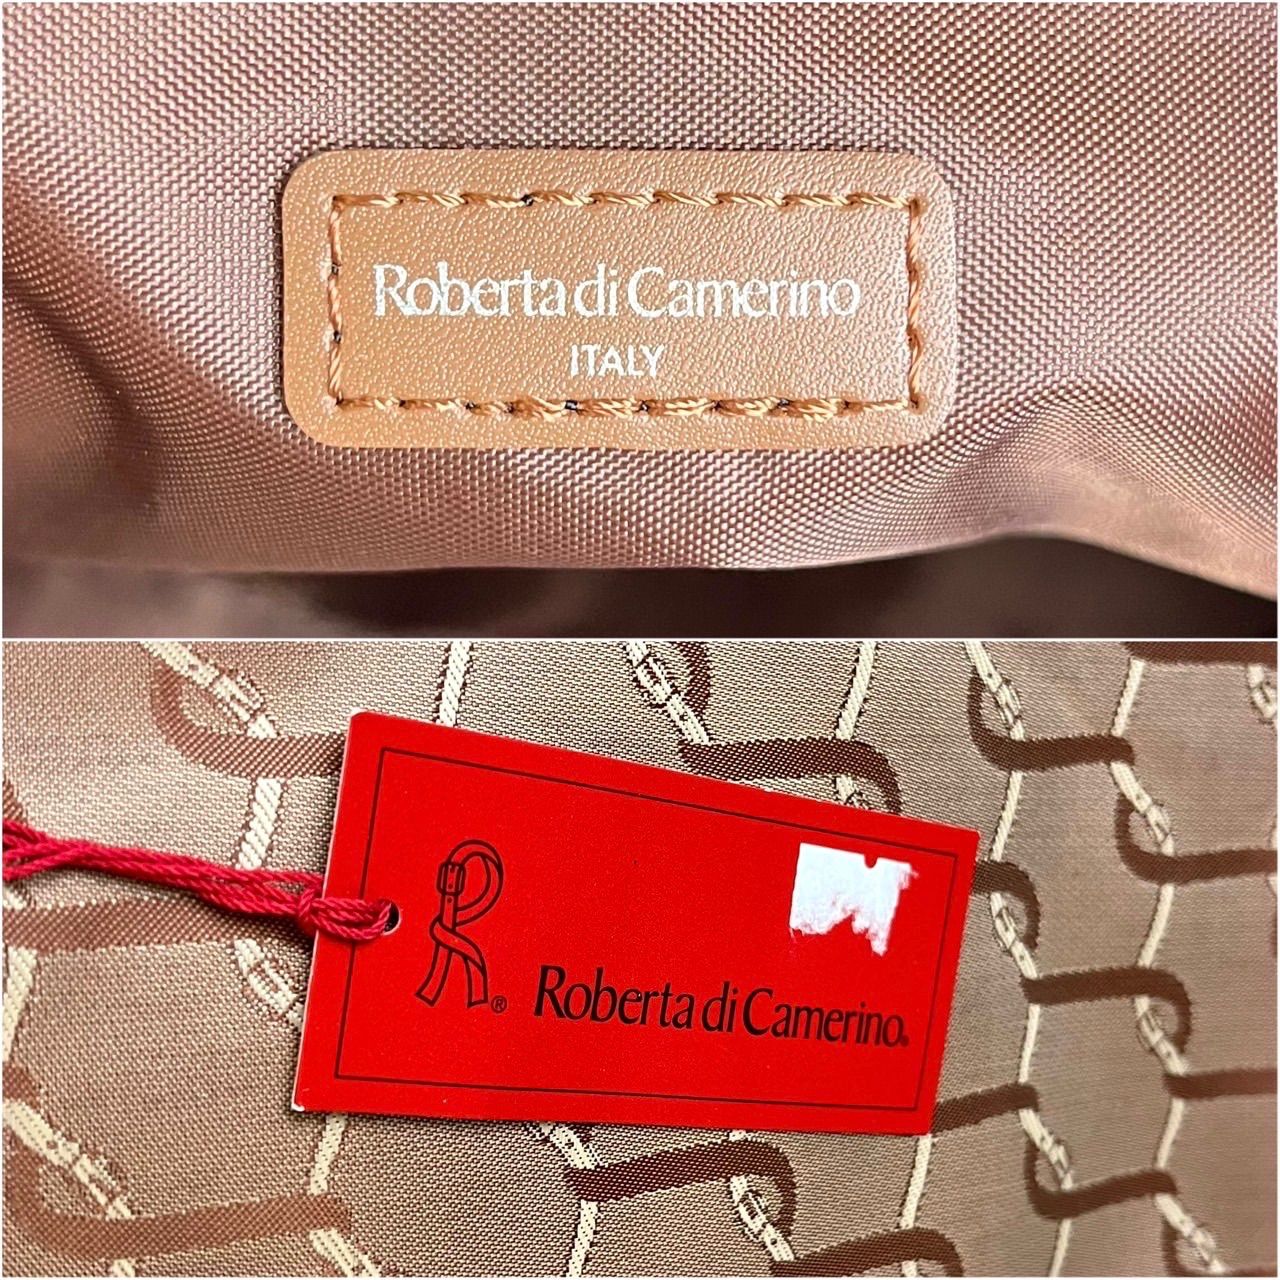 Roberta di Camerino
ITALY
R®
Roberta di Camerino®